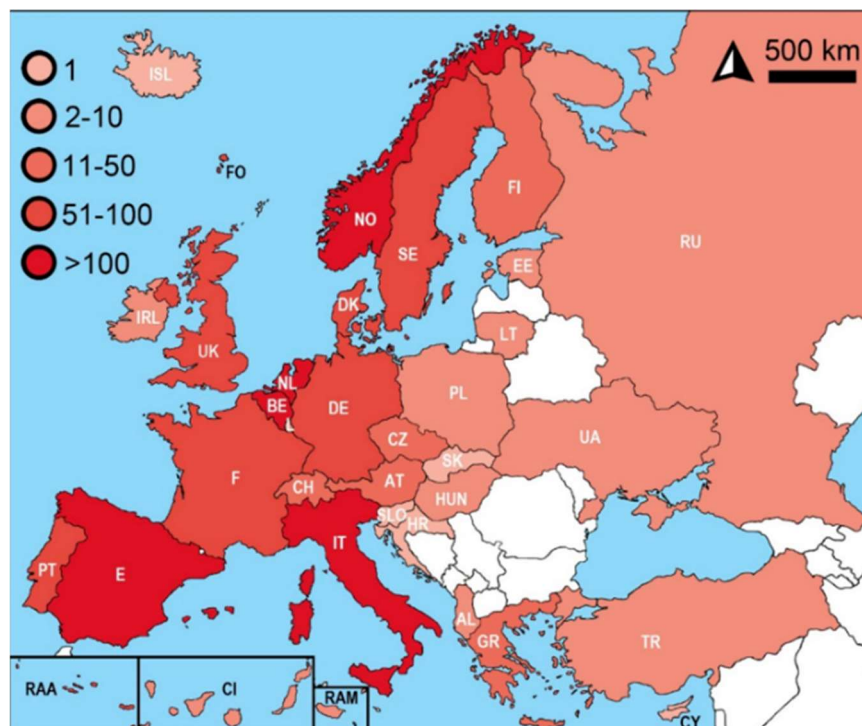 1
2-10
11-50
51-100
>100
500 km
ISL
FO
NO
SE
FI
RU
EE
LT
IRL
UK
DK
NL
BE
DE
PL
CZ
SK
UA
F
CH
AT
HUN
SLO
HR
IT
PT
E
AL
GR
TR
RAA
CI
RAM
CY